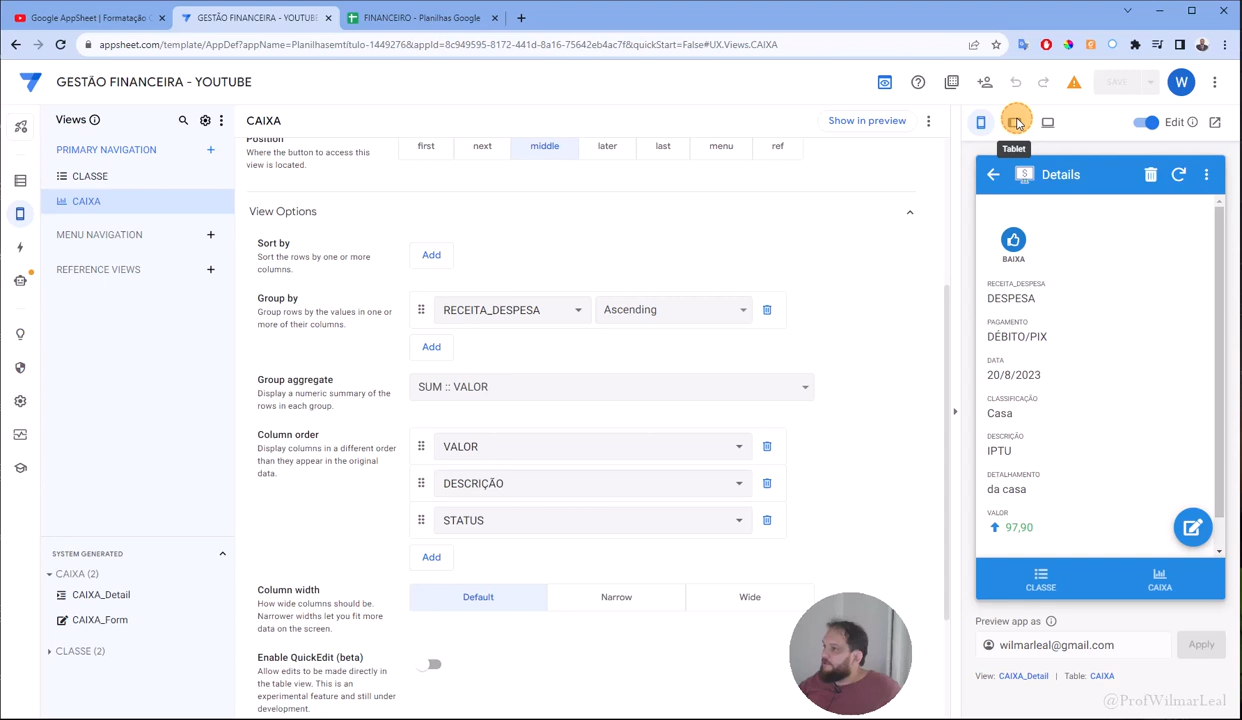 Google AppSheet | Formatação C
GESTÃO FINANCEIRA - YOUTUBE
FINANCEIRO - Planilhas Google
appsheet.com/template/AppDef?appName=Planilhasemtítulo-1449276&appId=8c949595-8172-441d-8a16-75642eb4ac7f&quickStart=False#UX.Views.CAIXA
GESTÃO FINANCEIRA - YOUTUBE
SAVE
W
Views
PRIMARY NAVIGATION
CLASSE
CAIXA
MENU NAVIGATION
REFERENCE VIEWS
SYSTEM GENERATED
CAIXA (2)
CAIXA_Detail
CAIXA_Form
CLASSE (2)
CAIXA
Show in preview
Position
Where the button to access this
view is located.
first next middle later last menu ref
View Options
Sort by
Sort the rows by one or more
columns.
Add
Group by
Group rows by the values in one or
more of their columns.
RECEITA_DESPESA
Ascending
Add
Group aggregate
Display a numeric summary of the
rows in each group.
SUM :: VALOR
Column order
Display columns in a different order
than they appear in the original
data.
VALOR
DESCRIÇÃO
STATUS
Add
Column width
How wide columns should be.
Narrower widths let you fit more
data on the screen.
Default Narrow Wide
Enable QuickEdit (beta)
Allow edits to be made directly in
the table view. This is an
experimental feature and still under
development.
Edit
Tablet
Details
BAIXA
RECEITA_DESPESA
DESPESA
PAGAMENTO
DÉBITO/PIX
DATA
20/8/2023
CLASSIFICAÇÃO
Casa
DESCRIÇÃO
IPTU
DETALHAMENTO
da casa
VALOR
97,90
CLASSE
CAIXA
Preview app as
wilmarleal@gmail.com
Apply
View: CAIXA_Detail | Table: CAIXA
@ProfWilmarLeal